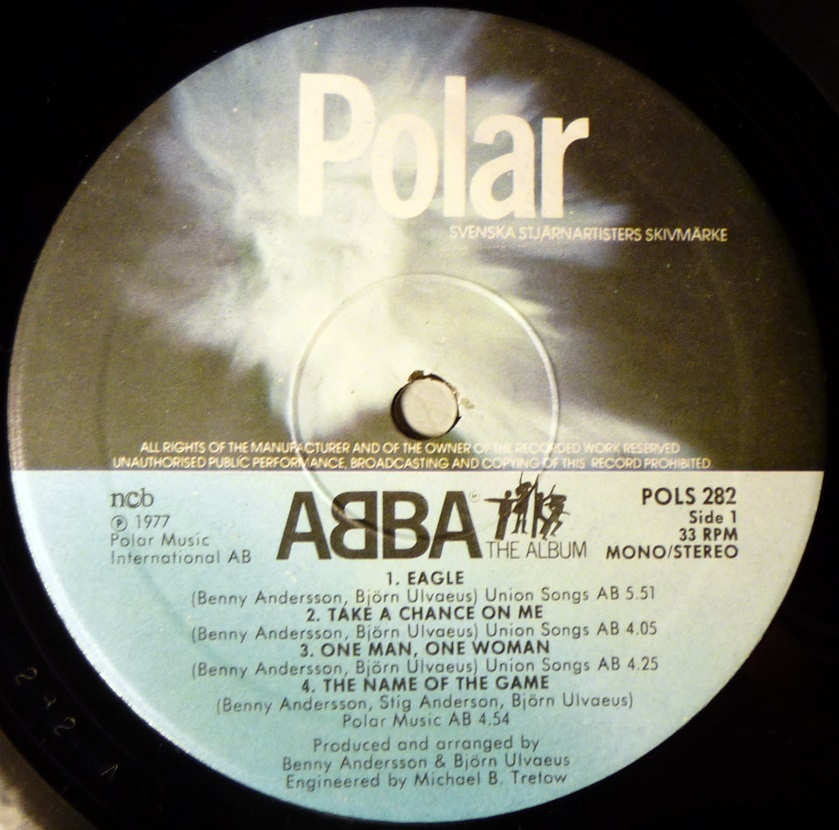 Polar
SVENSKA STJÄRNARTISTERS SKIVMÄRKE
ALL RIGHTS OF THE MANUFACTURER AND OF THE OWNER OF THE RECORDED WORK RESERVED
UNAUTHORISED PUBLIC PERFORMANCE, BROADCASTING AND COPYING OF THIS RECORD PROHIBITED.
ncb
℗ 1977
Polar Music
International AB
ABBA®
THE ALBUM
POLS 282
Side 1
33 RPM
MONO/STEREO
1. EAGLE
(Benny Andersson, Björn Ulvaeus) Union Songs AB 5.51
2. TAKE A CHANCE ON ME
(Benny Andersson, Björn Ulvaeus) Union Songs AB 4.05
3. ONE MAN, ONE WOMAN
(Benny Andersson, Björn Ulvaeus) Union Songs AB 4.25
4. THE NAME OF THE GAME
(Benny Andersson, Stig Anderson, Björn Ulvaeus)
Polar Music AB 4.54
Produced and arranged by
Benny Andersson & Björn Ulvaeus
Engineered by Michael B. Tretow